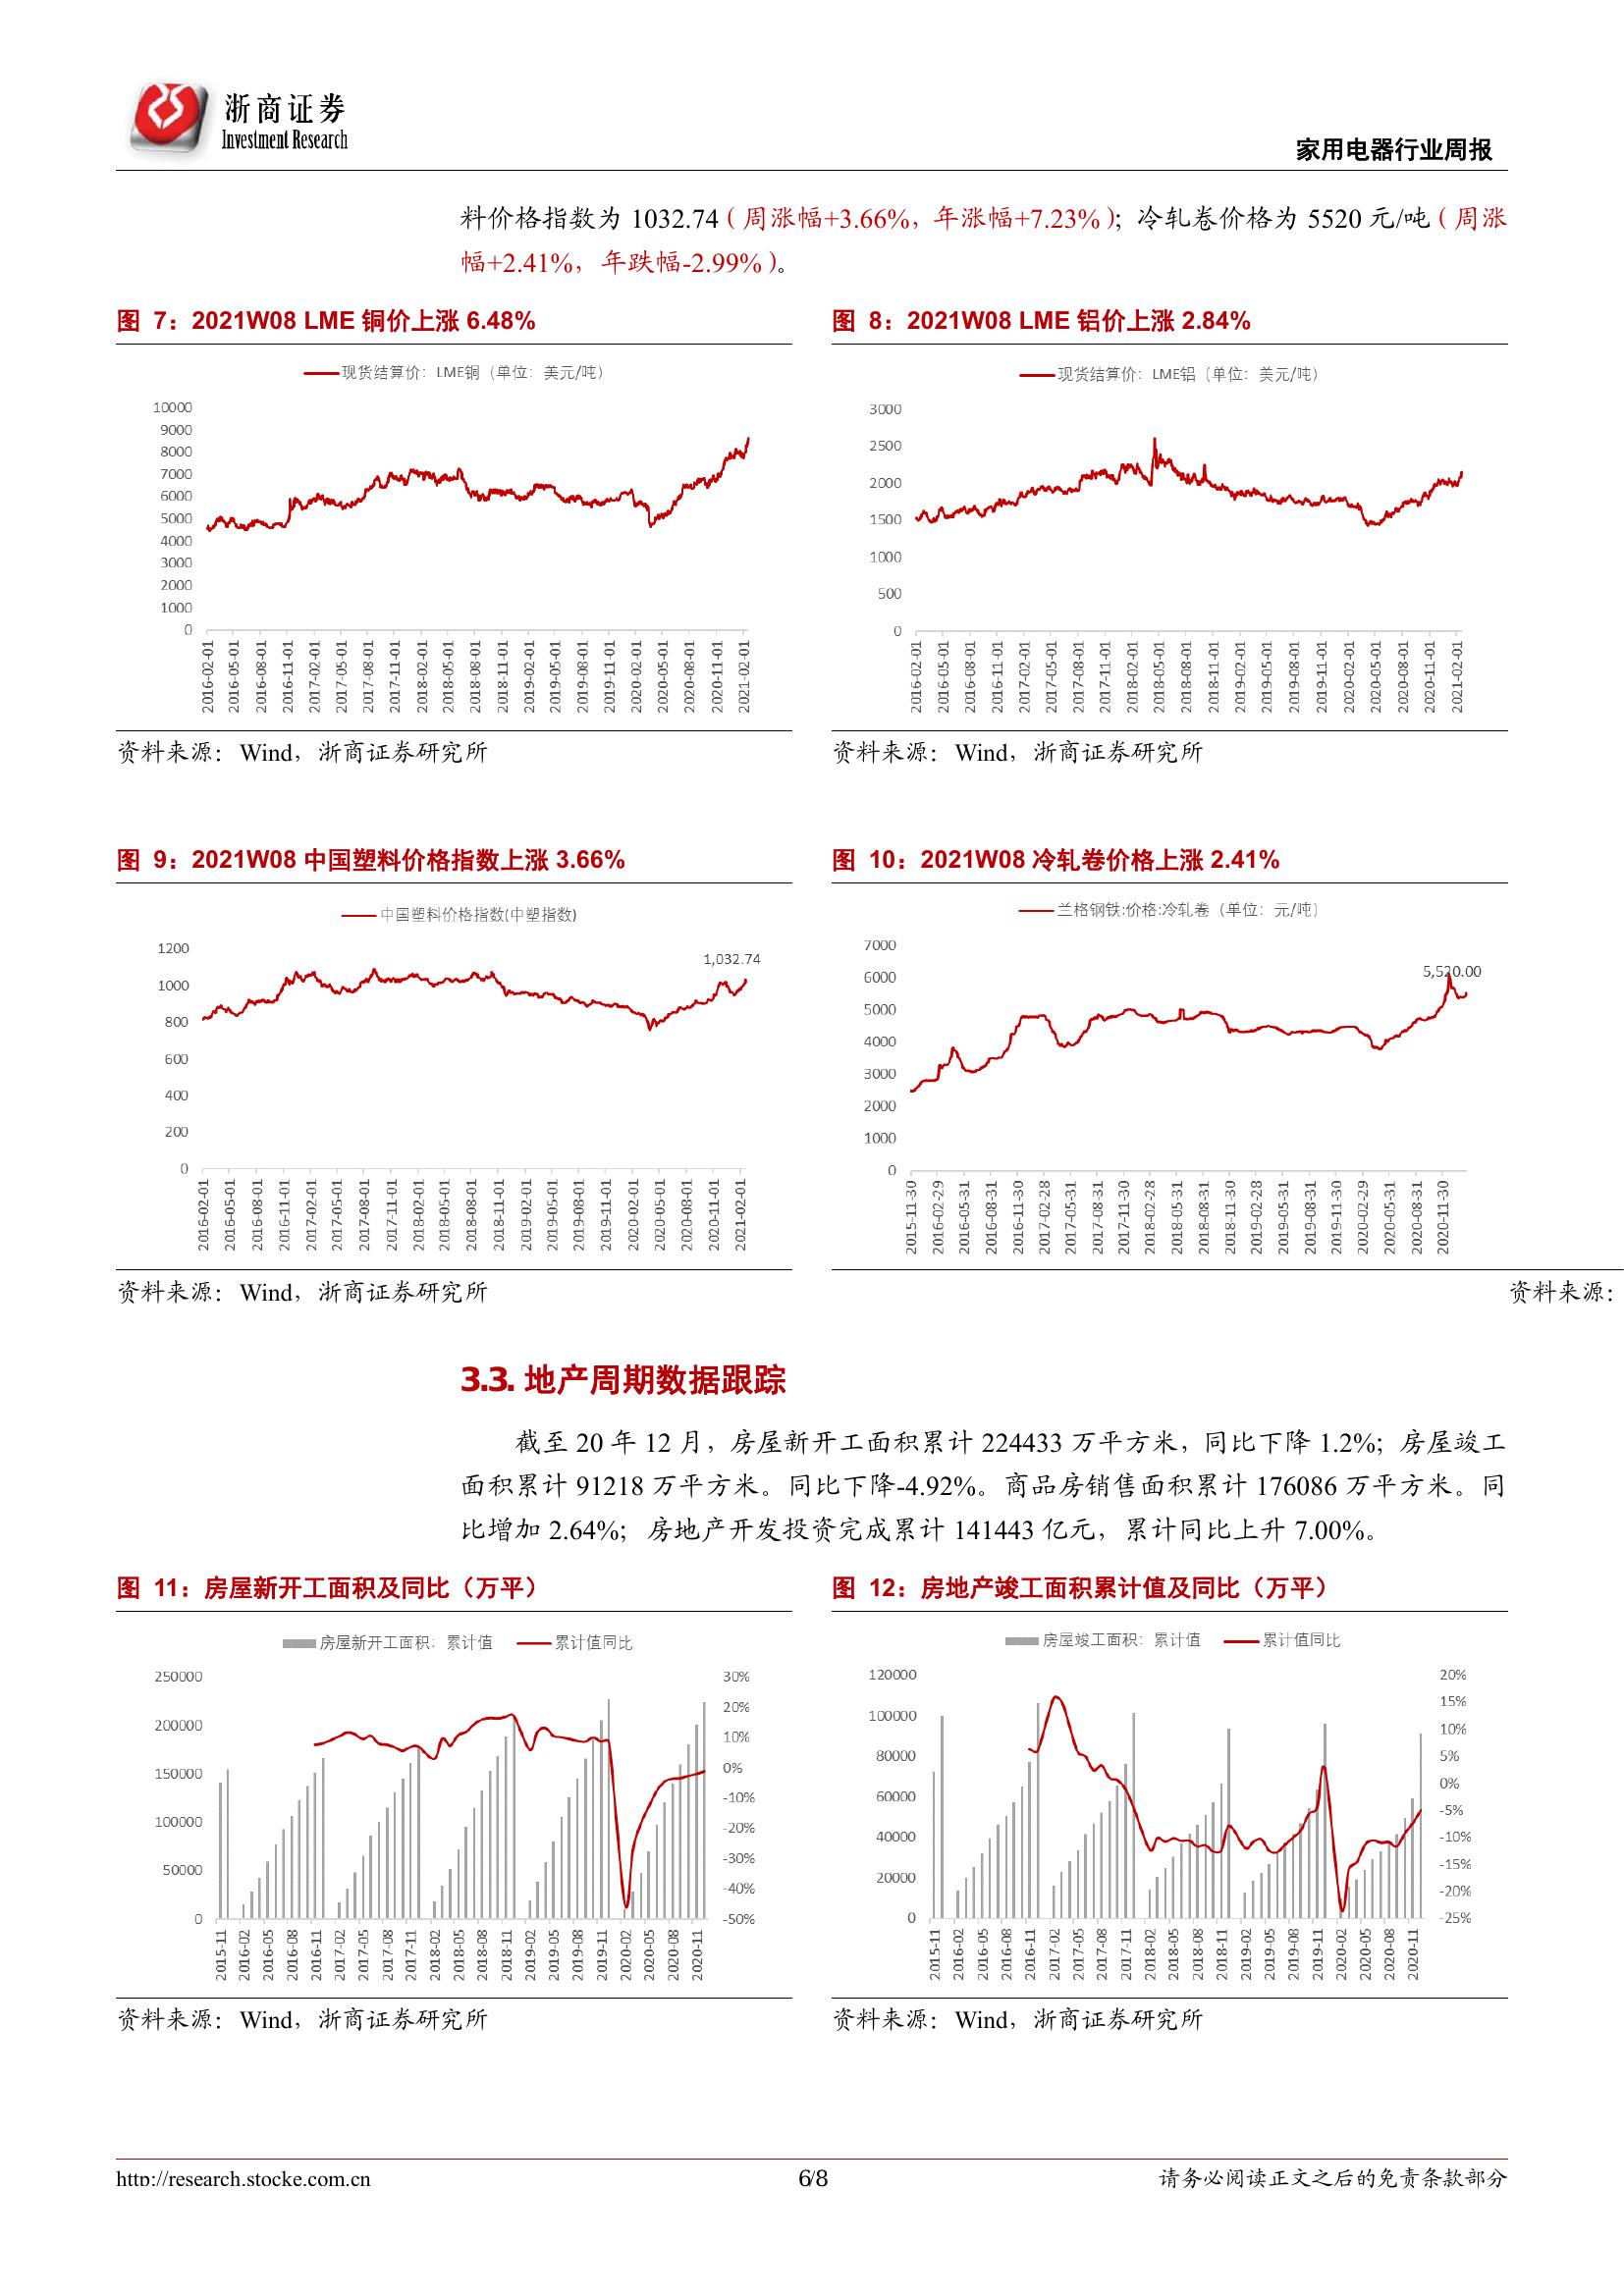 浙商证券
Investment Research
家用电器行业周报
料价格指数为 1032.74（周涨幅+3.66%，年涨幅+7.23%）；冷轧卷价格为 5520 元/吨（周涨
幅+2.41%，年跌幅-2.99%）。
图 7：2021W08 LME 铜价上涨 6.48%
现货结算价：LME铜（单位：美元/吨）
10000
9000
8000
7000
6000
5000
4000
3000
2000
1000
0
2016-02-01 2016-05-01 2016-08-01 2016-11-01 2017-02-01 2017-05-01 2017-08-01 2017-11-01 2018-02-01 2018-05-01 2018-08-01 2018-11-01 2019-02-01 2019-05-01 2019-08-01 2019-11-01 2020-02-01 2020-05-01 2020-08-01 2020-11-01 2021-02-01
资料来源：Wind，浙商证券研究所
图 8：2021W08 LME 铝价上涨 2.84%
现货结算价：LME铝（单位：美元/吨）
3000
2500
2000
1500
1000
500
0
2016-02-01 2016-05-01 2016-08-01 2016-11-01 2017-02-01 2017-05-01 2017-08-01 2017-11-01 2018-02-01 2018-05-01 2018-08-01 2018-11-01 2019-02-01 2019-05-01 2019-08-01 2019-11-01 2020-02-01 2020-05-01 2020-08-01 2020-11-01 2021-02-01
资料来源：Wind，浙商证券研究所
图 9：2021W08 中国塑料价格指数上涨 3.66%
中国塑料价格指数(中塑指数)
1200
1000
800
600
400
200
0
1,032.74
2016-02-01 2016-05-01 2016-08-01 2016-11-01 2017-02-01 2017-05-01 2017-08-01 2017-11-01 2018-02-01 2018-05-01 2018-08-01 2018-11-01 2019-02-01 2019-05-01 2019-08-01 2019-11-01 2020-02-01 2020-05-01 2020-08-01 2020-11-01 2021-02-01
资料来源：Wind，浙商证券研究所
图 10：2021W08 冷轧卷价格上涨 2.41%
兰格钢铁:价格:冷轧卷（单位：元/吨）
7000
6000
5000
4000
3000
2000
1000
0
5,520.00
2015-11-30 2016-02-29 2016-05-31 2016-08-31 2016-11-30 2017-02-28 2017-05-31 2017-08-31 2017-11-30 2018-02-28 2018-05-31 2018-08-31 2018-11-30 2019-02-28 2019-05-31 2019-08-31 2019-11-30 2020-02-29 2020-05-31 2020-08-31 2020-11-30
资料来源：
3.3. 地产周期数据跟踪
截至 20 年 12 月，房屋新开工面积累计 224433 万平方米，同比下降 1.2%；房屋竣工
面积累计 91218 万平方米。同比下降-4.92%。商品房销售面积累计 176086 万平方米。同
比增加 2.64%；房地产开发投资完成累计 141443 亿元，累计同比上升 7.00%。
图 11：房屋新开工面积及同比（万平）
房屋新开工面积：累计值 累计值同比
250000
200000
150000
100000
50000
0
30%
20%
10%
0%
-10%
-20%
-30%
-40%
-50%
2015-11 2016-02 2016-05 2016-08 2016-11 2017-02 2017-05 2017-08 2017-11 2018-02 2018-05 2018-08 2018-11 2019-02 2019-05 2019-08 2019-11 2020-02 2020-05 2020-08 2020-11
资料来源：Wind，浙商证券研究所
图 12：房地产竣工面积累计值及同比（万平）
房屋竣工面积：累计值 累计值同比
120000
100000
80000
60000
40000
20000
0
20%
15%
10%
5%
0%
-5%
-10%
-15%
-20%
-25%
2015-11 2016-02 2016-05 2016-08 2016-11 2017-02 2017-05 2017-08 2017-11 2018-02 2018-05 2018-08 2018-11 2019-02 2019-05 2019-08 2019-11 2020-02 2020-05 2020-08 2020-11
资料来源：Wind，浙商证券研究所
http://research.stocke.com.cn
6/8
请务必阅读正文之后的免责条款部分